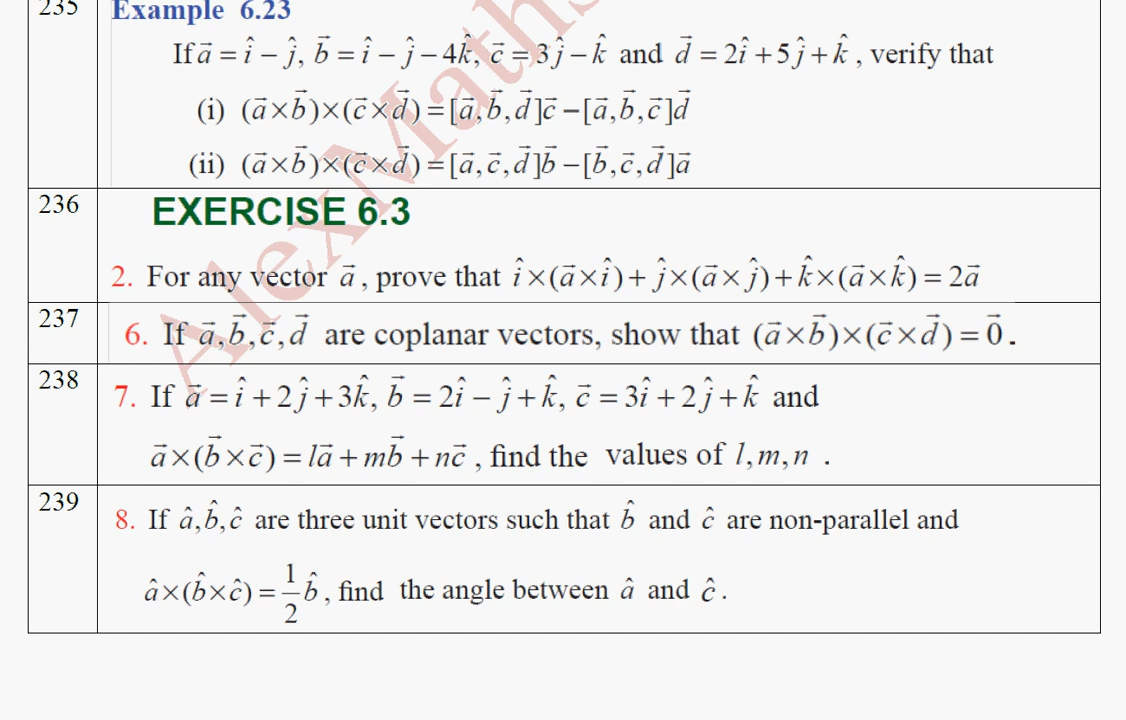 235 Example 6.23
If a⃗ = î − ĵ, b⃗ = î − ĵ − 4k̂, c⃗ = 3ĵ − k̂ and d⃗ = 2î + 5ĵ + k̂ , verify that
(i) (a⃗×b⃗)×(c⃗×d⃗) = [a⃗,b⃗,d⃗]c⃗ − [a⃗,b⃗,c⃗]d⃗
(ii) (a⃗×b⃗)×(c⃗×d⃗) = [a⃗,c⃗,d⃗]b⃗ − [b⃗,c⃗,d⃗]a⃗
236 EXERCISE 6.3
2. For any vector a⃗ , prove that î×(a⃗×î) + ĵ×(a⃗×ĵ) + k̂×(a⃗×k̂) = 2a⃗
237 6. If a⃗,b⃗,c⃗,d⃗ are coplanar vectors, show that (a⃗×b⃗)×(c⃗×d⃗) = 0⃗ .
238 7. If a⃗ = î + 2ĵ + 3k̂, b⃗ = 2î − ĵ + k̂, c⃗ = 3î + 2ĵ + k̂ and
a⃗×(b⃗×c⃗) = la⃗ + mb⃗ + nc⃗ , find the values of l,m,n .
239 8. If â,b̂,ĉ are three unit vectors such that b̂ and ĉ are non-parallel and
â×(b̂×ĉ) = 1/2 b̂ , find the angle between â and ĉ .
AlexMaths